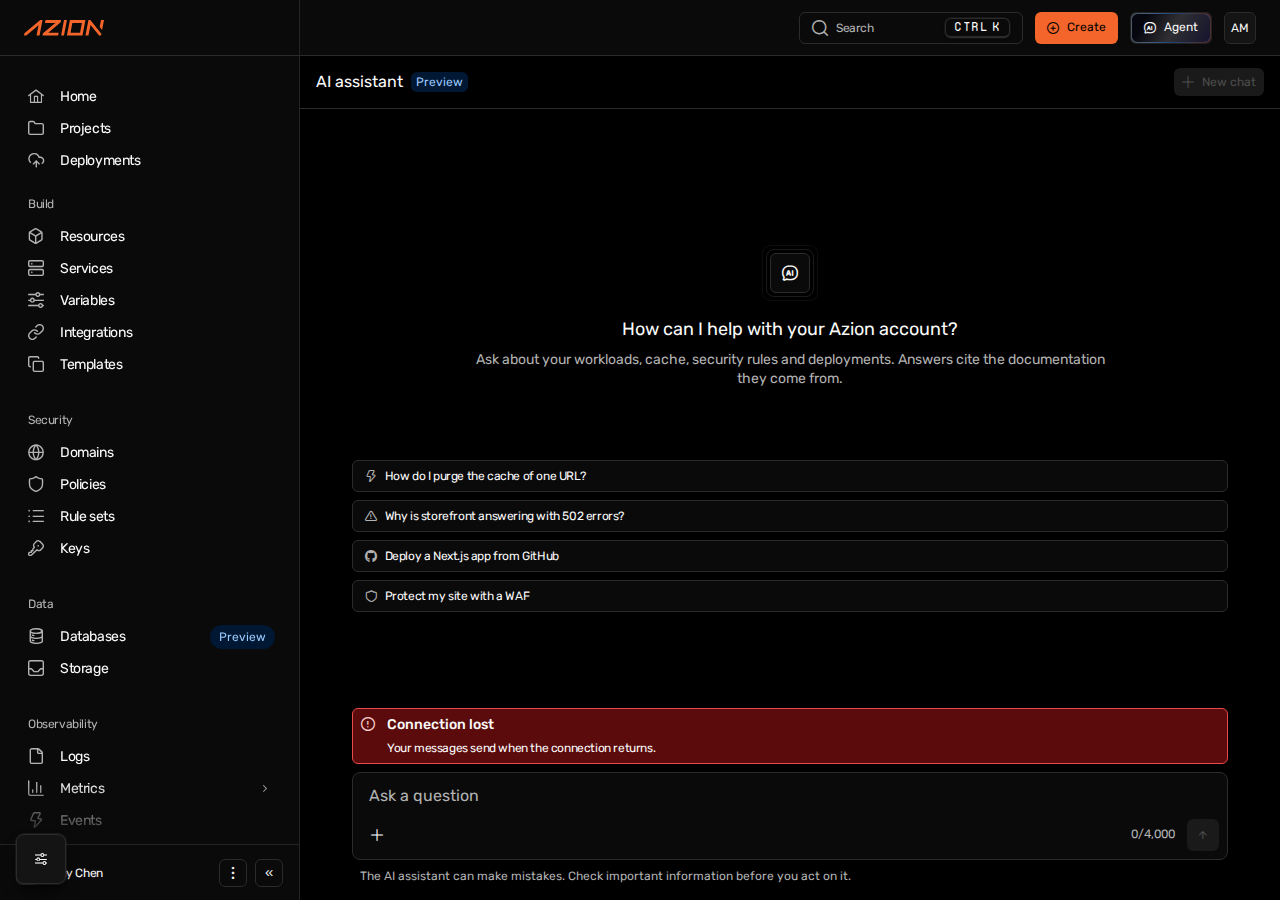 AZION
Search
CTRL K
Create
AI
Agent
AM
AI assistant
Preview
New chat
Home
Projects
Deployments
Build
Resources
Services
Variables
Integrations
Templates
Security
Domains
Policies
Rule sets
Keys
Data
Databases
Preview
Storage
Observability
Logs
Metrics
Events
y Chen
AI
How can I help with your Azion account?
Ask about your workloads, cache, security rules and deployments. Answers cite the documentation
they come from.
How do I purge the cache of one URL?
Why is storefront answering with 502 errors?
Deploy a Next.js app from GitHub
Protect my site with a WAF
Connection lost
Your messages send when the connection returns.
Ask a question
0/4,000
The AI assistant can make mistakes. Check important information before you act on it.